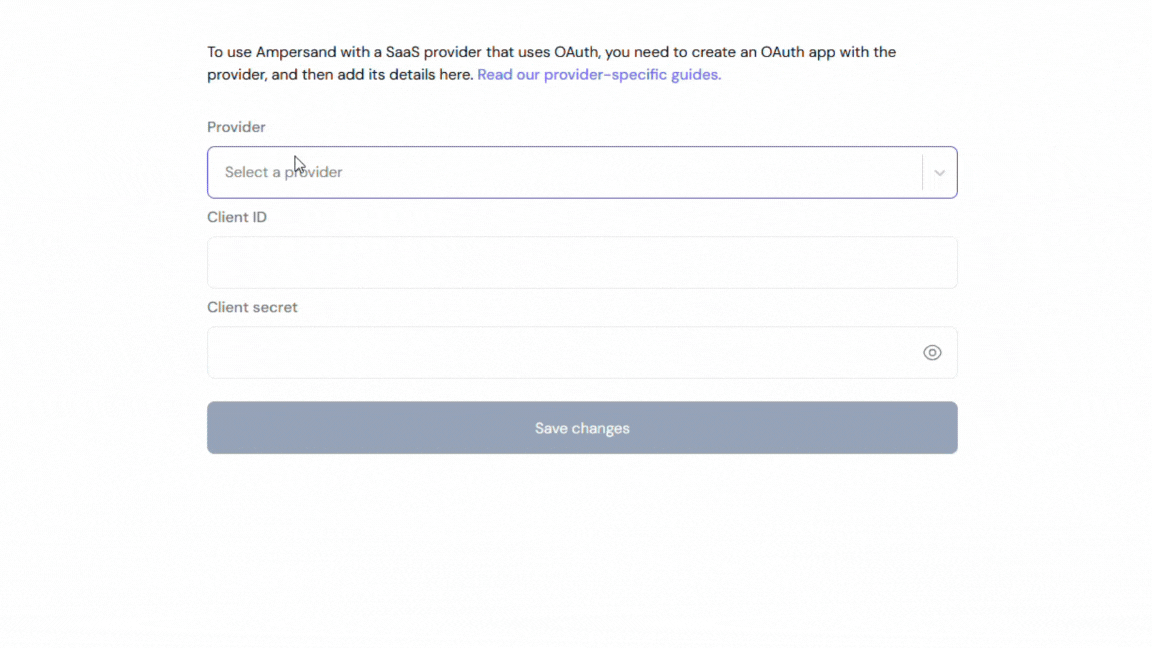 To use Ampersand with a SaaS provider that uses OAuth, you need to create an OAuth app with the
provider, and then add its details here. Read our provider-specific guides.
Provider
Select a provider
Client ID
Client secret
Save changes